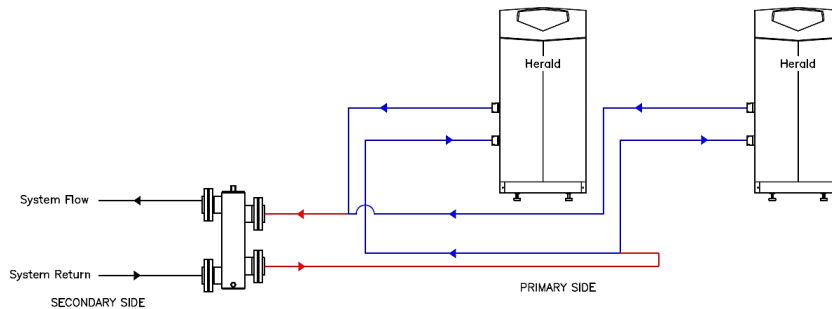 Herald
Herald
System Flow
System Return
SECONDARY SIDE
PRIMARY SIDE